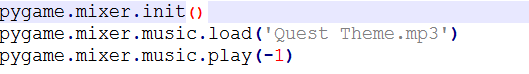 pygame.mixer.init()
pygame.mixer.music.load('Quest Theme.mp3')
pygame.mixer.music.play(-1)